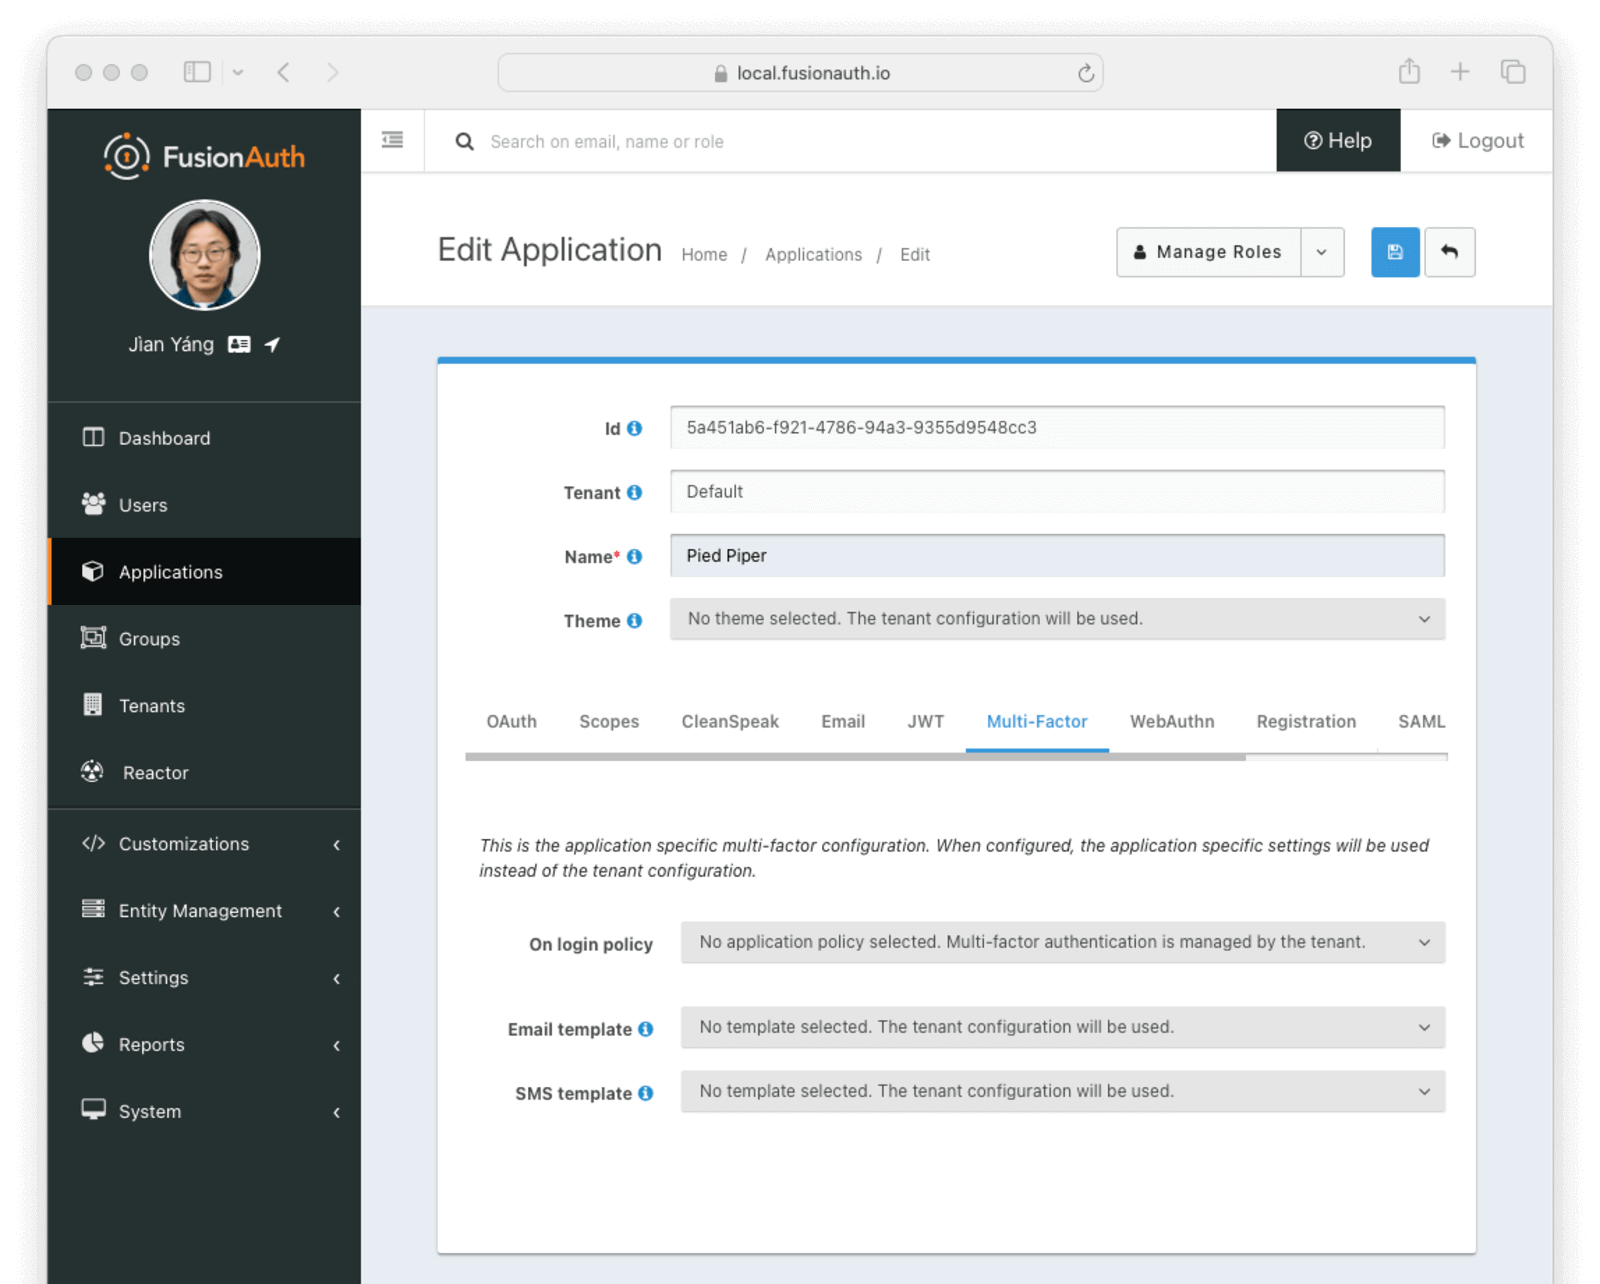 local.fusionauth.io
FusionAuth
Search on email, name or role
Help
Logout
Jìan Yáng
Edit Application
Home / Applications / Edit
Manage Roles
Dashboard
Users
Applications
Groups
Tenants
Reactor
Customizations
Entity Management
Settings
Reports
System
Id
5a451ab6-f921-4786-94a3-9355d9548cc3
Tenant
Default
Name*
Pied Piper
Theme
No theme selected. The tenant configuration will be used.
OAuth Scopes CleanSpeak Email JWT Multi-Factor WebAuthn Registration SAML
This is the application specific multi-factor configuration. When configured, the application specific settings will be used
instead of the tenant configuration.
On login policy
No application policy selected. Multi-factor authentication is managed by the tenant.
Email template
No template selected. The tenant configuration will be used.
SMS template
No template selected. The tenant configuration will be used.